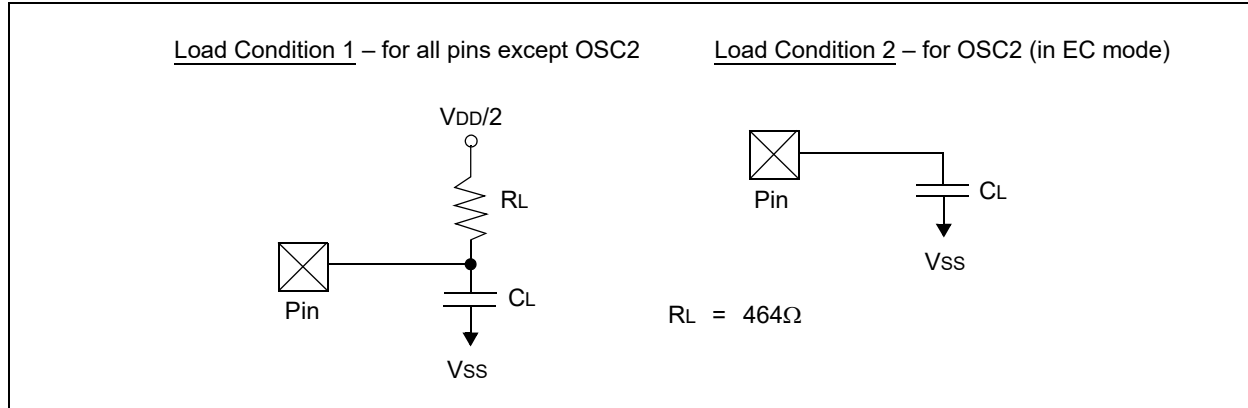 Load Condition 1 – for all pins except OSC2
VDD/2
RL
Pin
CL
VSS
Load Condition 2 – for OSC2 (in EC mode)
Pin
CL
VSS
RL = 464Ω